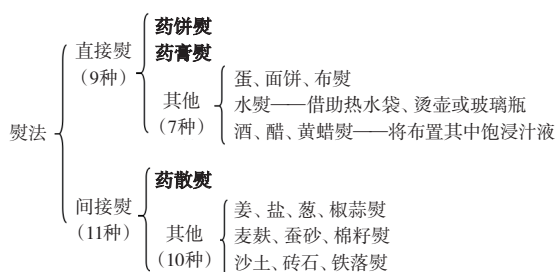 药饼熨
药膏熨
直接熨
（9种）
其他
（7种）
蛋、面饼、布熨
水熨——借助热水袋、烫壶或玻璃瓶
酒、醋、黄蜡熨——将布置其中饱浸汁液
熨法
药散熨
间接熨
（11种）
其他
（10种）
姜、盐、葱、椒蒜熨
麦麸、蚕砂、棉籽熨
沙土、砖石、铁落熨